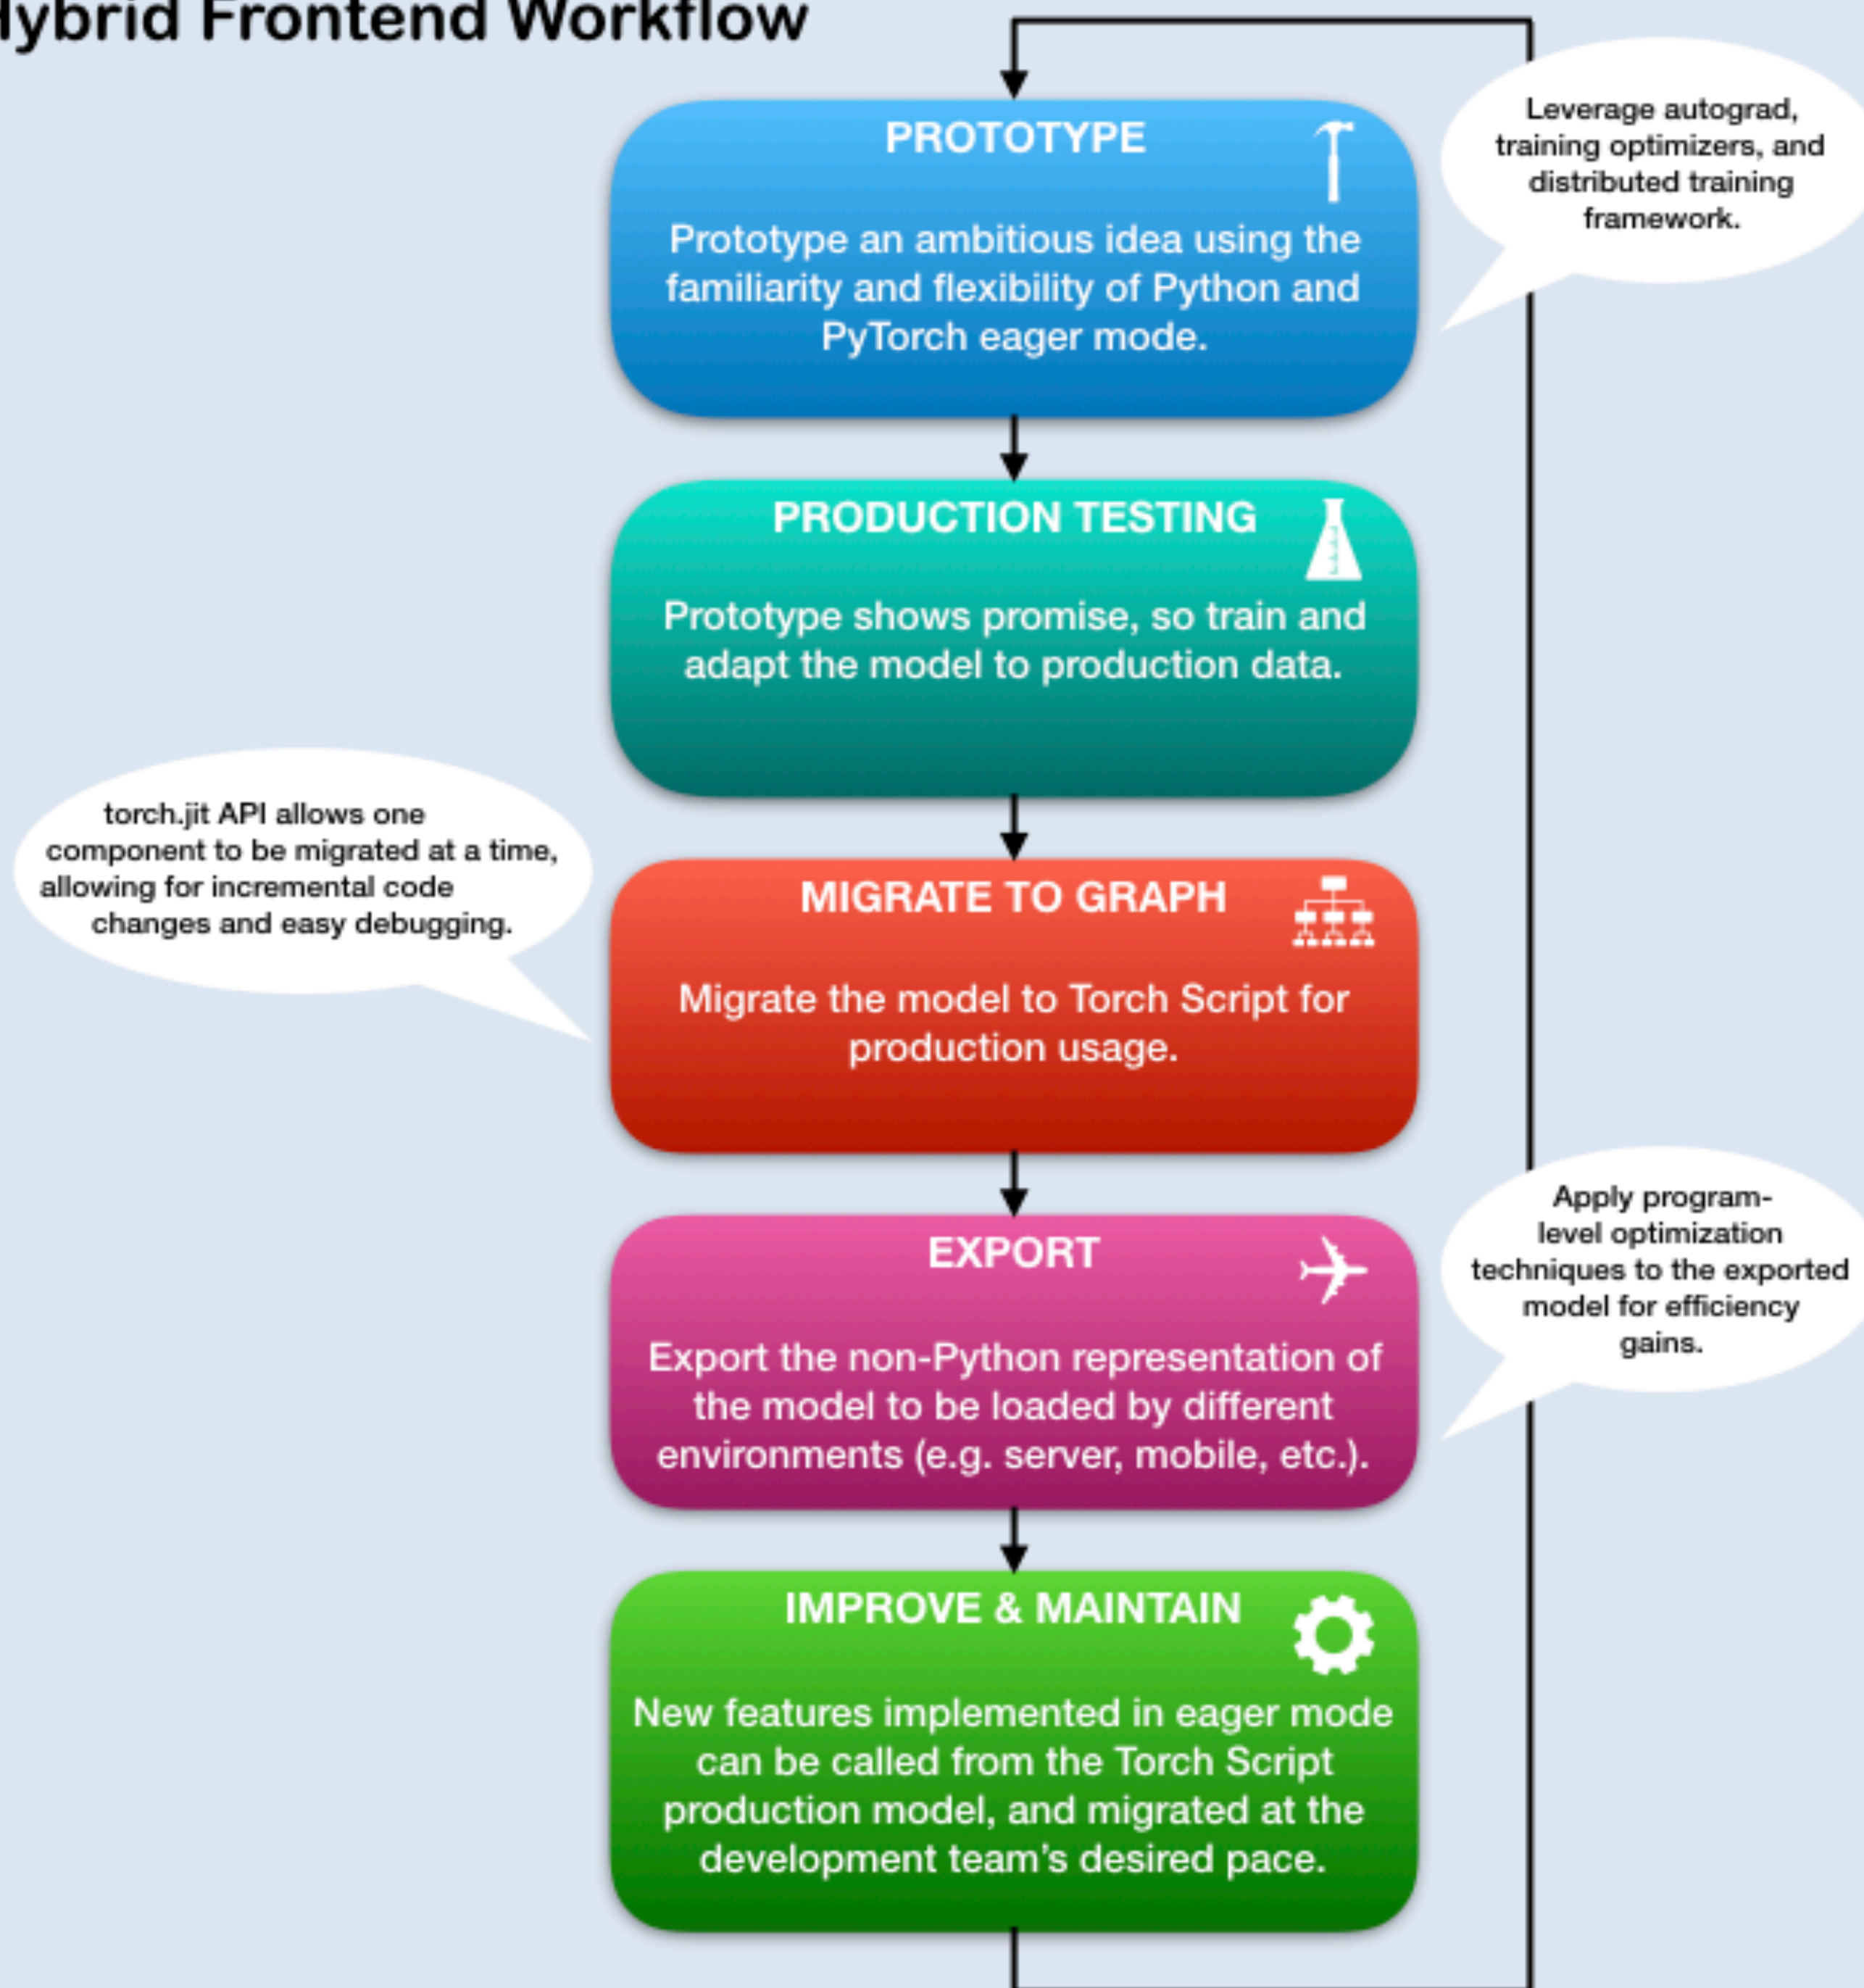 Hybrid Frontend Workflow
PROTOTYPE
Prototype an ambitious idea using the
familiarity and flexibility of Python and
PyTorch eager mode.
Leverage autograd,
training optimizers, and
distributed training
framework.
PRODUCTION TESTING
Prototype shows promise, so train and
adapt the model to production data.
torch.jit API allows one
component to be migrated at a time,
allowing for incremental code
changes and easy debugging.
MIGRATE TO GRAPH
Migrate the model to Torch Script for
production usage.
EXPORT
Export the non-Python representation of
the model to be loaded by different
environments (e.g. server, mobile, etc.).
Apply program-
level optimization
techniques to the exported
model for efficiency
gains.
IMPROVE & MAINTAIN
New features implemented in eager mode
can be called from the Torch Script
production model, and migrated at the
development team’s desired pace.